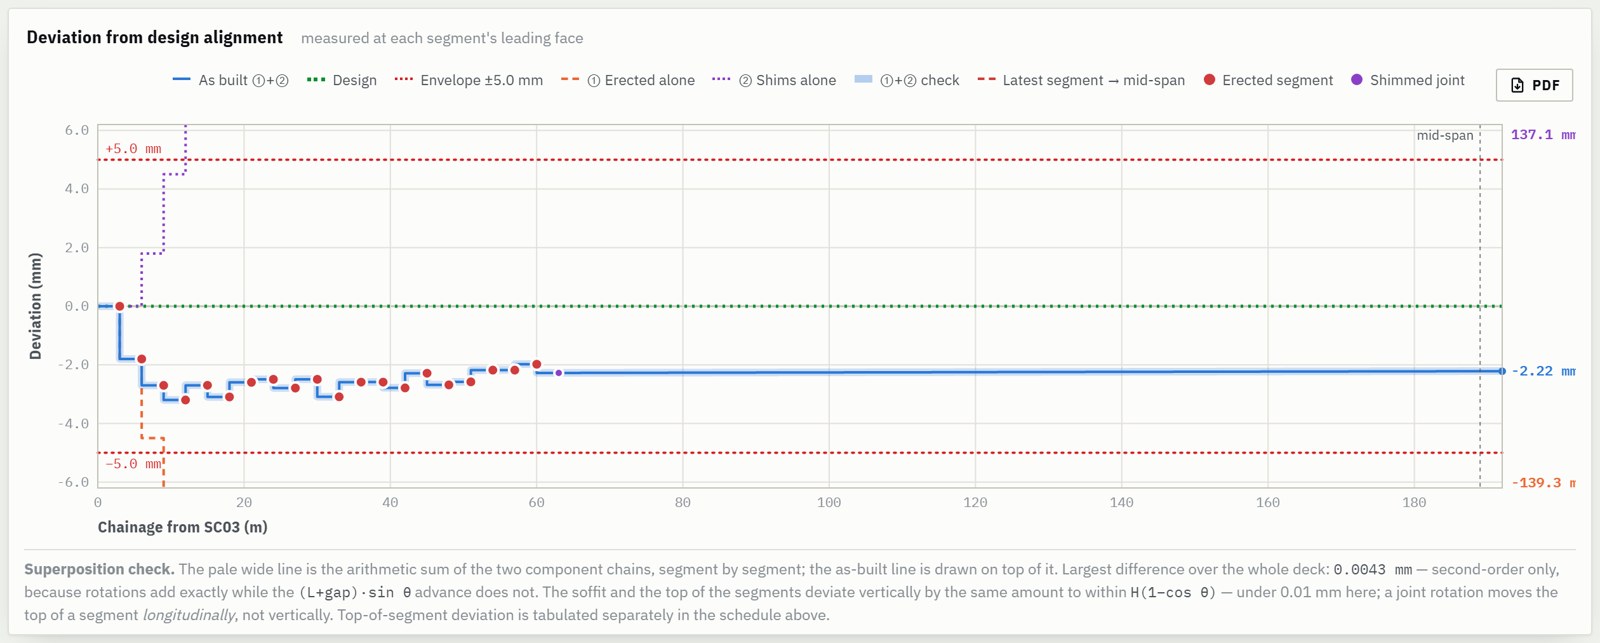 Deviation from design alignment measured at each segment's leading face
As built ①+② Design Envelope ±5.0 mm ① Erected alone ② Shims alone ①+② check Latest segment → mid-span Erected segment Shimmed joint PDF
6.0
4.0
2.0
0.0
-2.0
-4.0
-6.0
Deviation (mm)
+5.0 mm
−5.0 mm
mid-span
137.1 mm
-2.22 mm
-139.3 m
0 20 40 60 80 100 120 140 160 180
Chainage from SC03 (m)
Superposition check. The pale wide line is the arithmetic sum of the two component chains, segment by segment; the as-built line is drawn on top of it. Largest difference over the whole deck: 0.0043 mm — second-order only,
because rotations add exactly while the (L+gap)·sin θ advance does not. The soffit and the top of the segments deviate vertically by the same amount to within H(1−cos θ) — under 0.01 mm here; a joint rotation moves the
top of a segment longitudinally, not vertically. Top-of-segment deviation is tabulated separately in the schedule above.